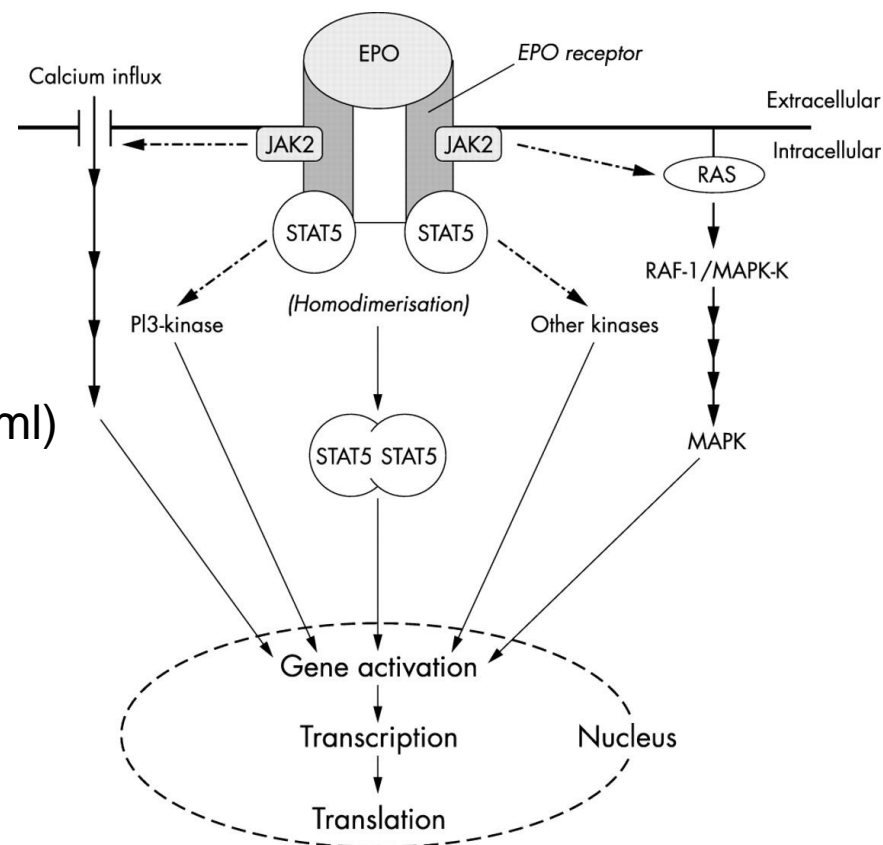 EPO
EPO receptor
Calcium influx
Extracellular
JAK2
JAK2
Intracellular
RAS
STAT5
STAT5
RAF-1/MAPK-K
(Homodimerisation)
PI3-kinase
Other kinases
ml)
STAT5 STAT5
MAPK
Gene activation
Transcription
Nucleus
Translation